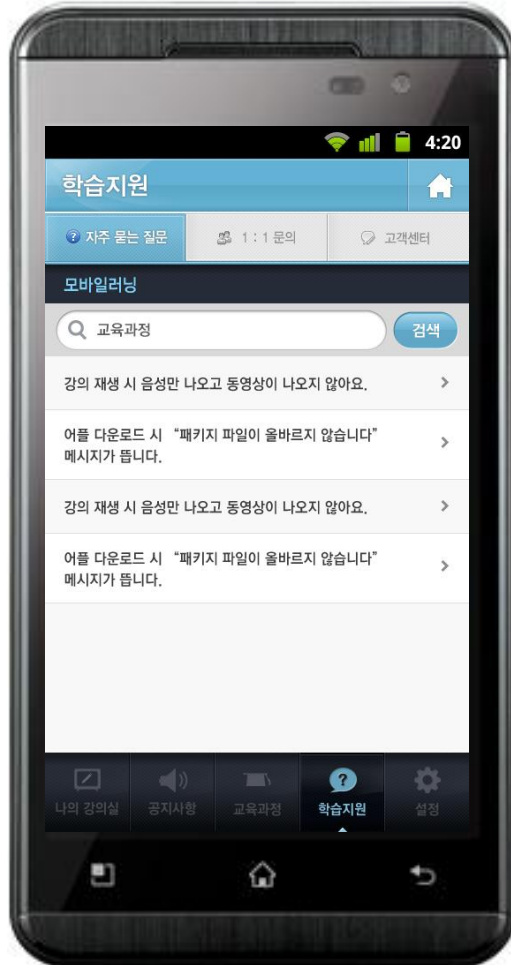 4:20
학습지원
자주 묻는 질문
1:1 문의
고객센터
모바일러닝
교육과정
검색
강의 재생 시 음성만 나오고 동영상이 나오지 않아요.
어플 다운로드 시 “패키지 파일이 올바르지 않습니다”
메시지가 뜹니다.
강의 재생 시 음성만 나오고 동영상이 나오지 않아요.
어플 다운로드 시 “패키지 파일이 올바르지 않습니다”
메시지가 뜹니다.
나의 강의실
공지사항
교육과정
학습지원
설정